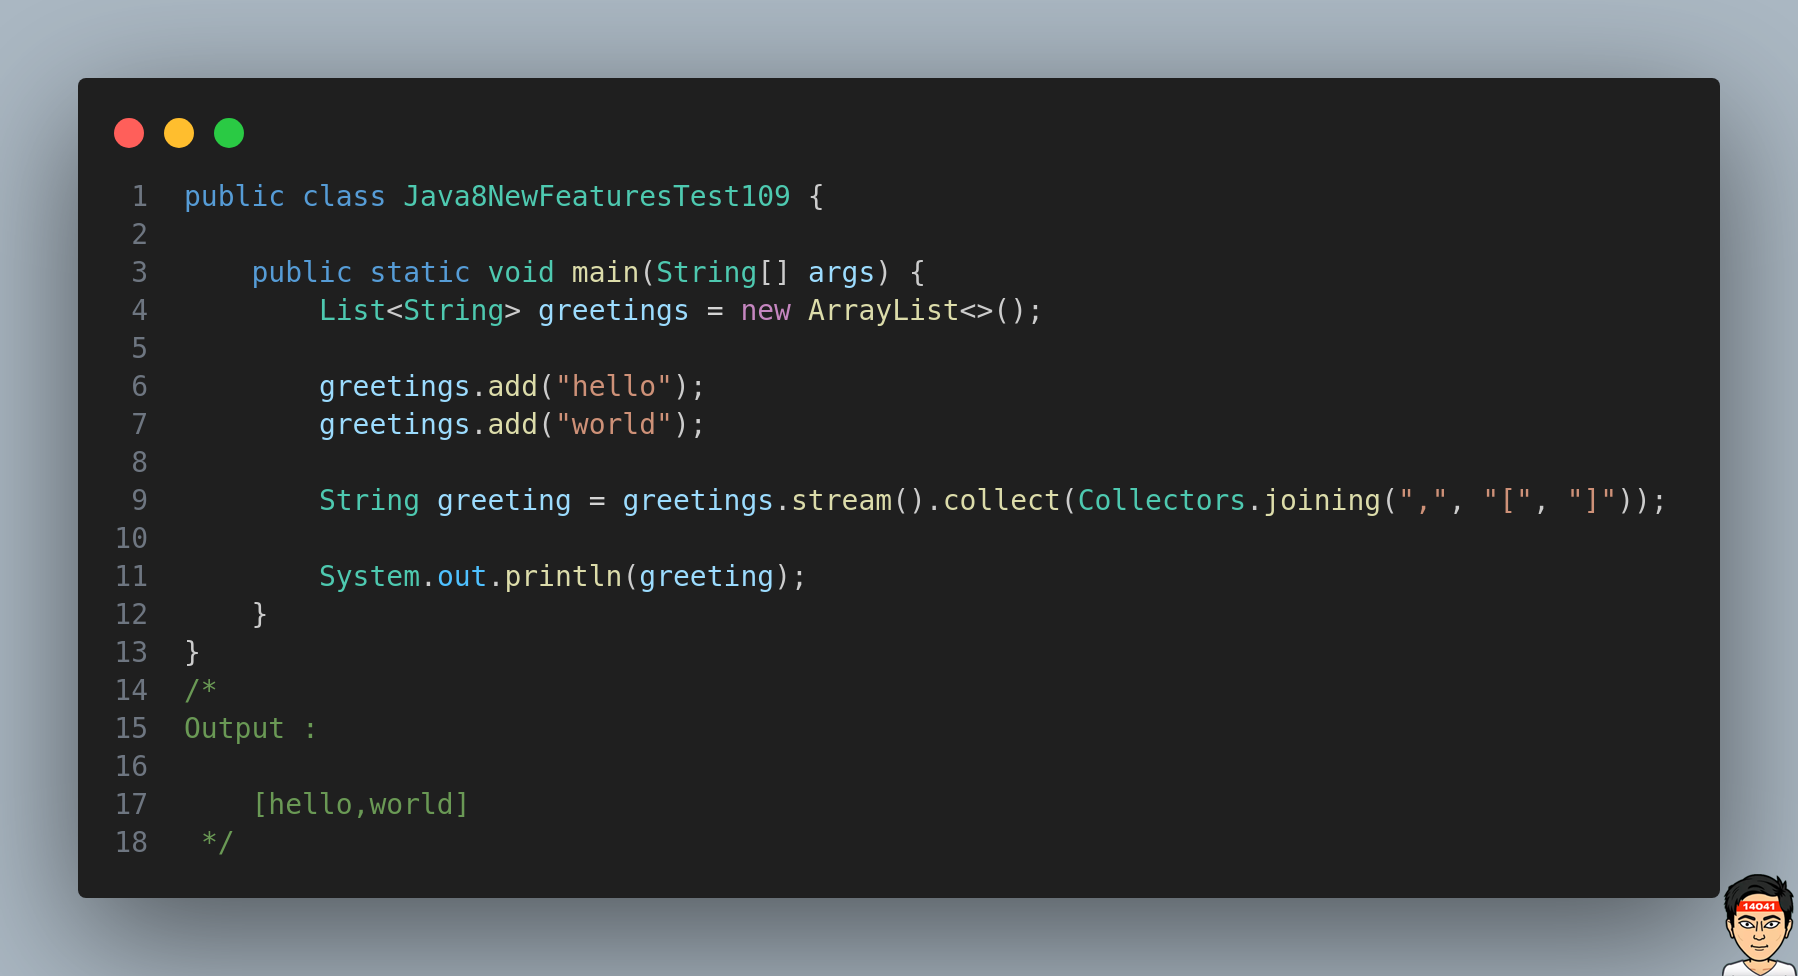 1 public class Java8NewFeaturesTest109 {
2
3     public static void main(String[] args) {
4         List<String> greetings = new ArrayList<>();
5
6         greetings.add("hello");
7         greetings.add("world");
8
9         String greeting = greetings.stream().collect(Collectors.joining(",", "[", "]"));
10
11         System.out.println(greeting);
12     }
13 }
14 /*
15 Output :
16
17     [hello,world]
18  */
14041